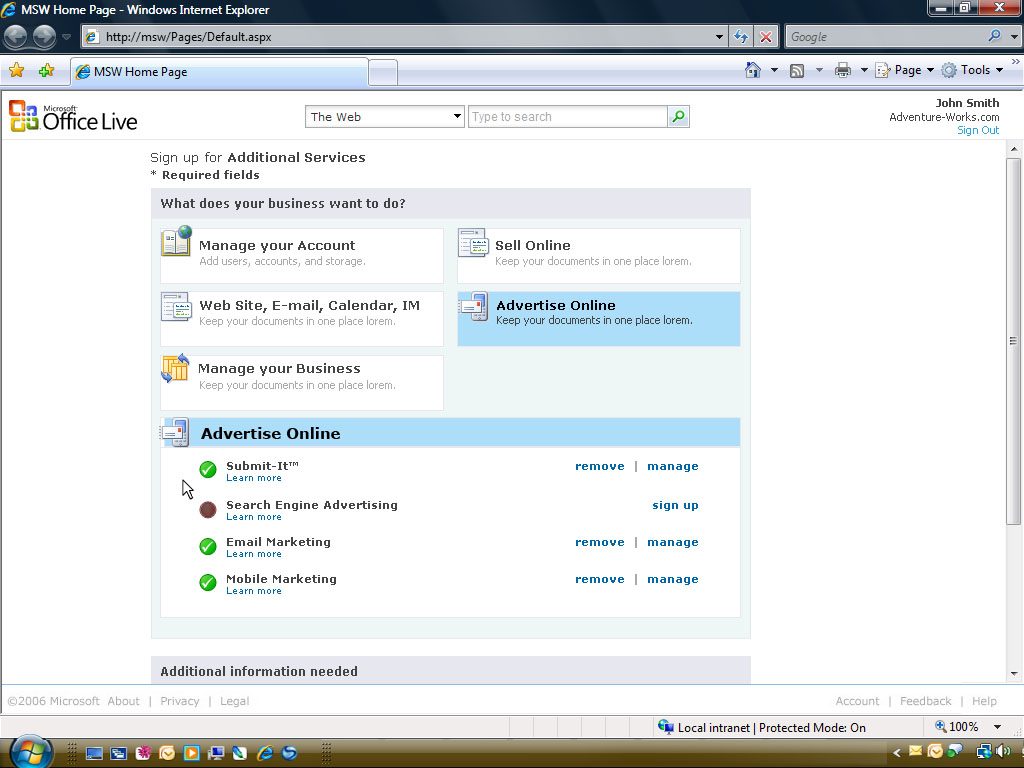 MSW Home Page - Windows Internet Explorer
http://msw/Pages/Default.aspx
Google
MSW Home Page
Page
Tools
Microsoft®
Office Live
The Web
Type to search
John Smith
Adventure-Works.com
Sign Out
Sign up for Additional Services
* Required fields
What does your business want to do?
Manage your Account
Add users, accounts, and storage.
Sell Online
Keep your documents in one place lorem.
Web Site, E-mail, Calendar, IM
Keep your documents in one place lorem.
Advertise Online
Keep your documents in one place lorem.
Manage your Business
Keep your documents in one place lorem.
Advertise Online
Submit-It™
Learn more
remove | manage
Search Engine Advertising
Learn more
sign up
Email Marketing
Learn more
remove | manage
Mobile Marketing
Learn more
remove | manage
Additional information needed
©2006 Microsoft About | Privacy | Legal
Account | Feedback | Help
Local intranet | Protected Mode: On
100%